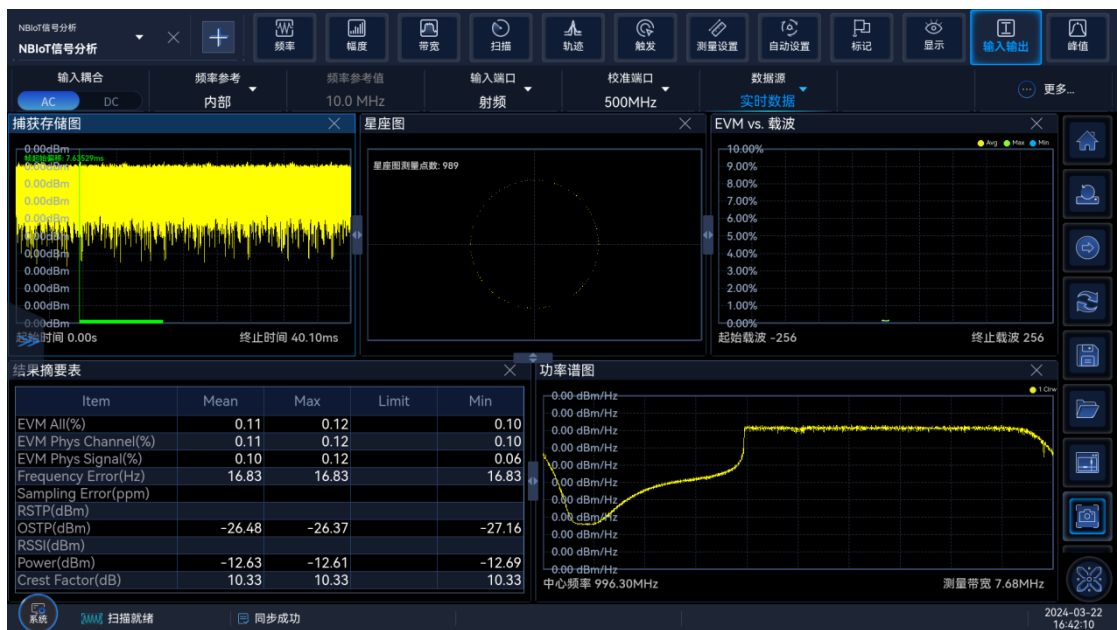 NBIoT信号分析
NBIoT信号分析
频率
幅度
带宽
扫描
轨迹
触发
测量设置
自动设置
标记
显示
输入输出
峰值
输入耦合
AC DC
频率参考
内部
频率参考值
10.0 MHz
输入端口
射频
校准端口
500MHz
数据源
实时数据
更多...
捕获存储图
0.00dBm
帧起始偏移: 7.63529ms
0.00dBm
0.00dBm
0.00dBm
0.00dBm
0.00dBm
0.00dBm
0.00dBm
0.00dBm
0.00dBm
0.00dBm
起始时间 0.00s 终止时间 40.10ms
星座图
星座图测量点数: 989
EVM vs. 载波
Avg Max Min
10.00%
9.00%
8.00%
7.00%
6.00%
5.00%
4.00%
3.00%
2.00%
1.00%
0.00%
起始载波 -256 终止载波 256
结果摘要表
Item Mean Max Limit Min
EVM All(%) 0.11 0.12 0.10
EVM Phys Channel(%) 0.11 0.12 0.10
EVM Phys Signal(%) 0.10 0.12 0.06
Frequency Error(Hz) 16.83 16.83 16.83
Sampling Error(ppm)
RSTP(dBm)
OSTP(dBm) -26.48 -26.37 -27.16
RSSI(dBm)
Power(dBm) -12.63 -12.61 -12.69
Crest Factor(dB) 10.33 10.33 10.33
功率谱图
1 Clrw
0.00 dBm/Hz
0.00 dBm/Hz
0.00 dBm/Hz
0.00 dBm/Hz
0.00 dBm/Hz
0.00 dBm/Hz
0.00 dBm/Hz
0.00 dBm/Hz
0.00 dBm/Hz
0.00 dBm/Hz
0.00 dBm/Hz
中心频率 996.30MHz 测量带宽 7.68MHz
系统
扫描就绪
同步成功
2024-03-22
16:42:10